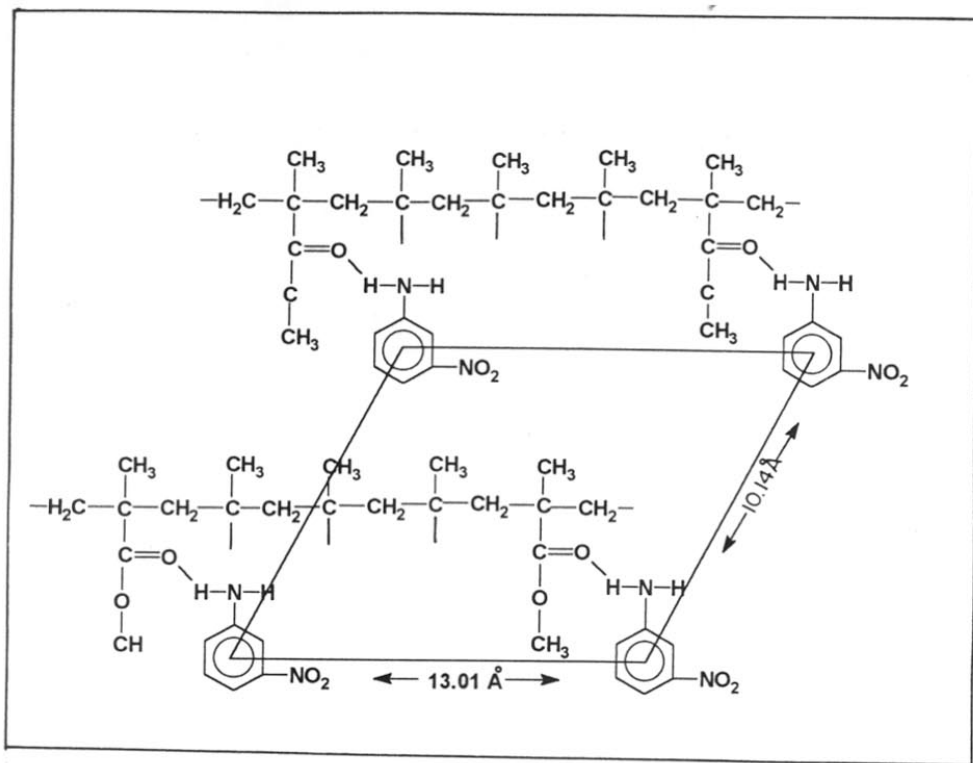 CH₃ CH₃ CH₃ CH₃ CH₃
—H₂C—C—CH₂—C—CH₂—C—CH₂—C—CH₂—C—CH₂—
C=O C=O
H—N—H H—N—H
C C
CH₃ CH₃
NO₂ NO₂
CH₃ CH₃ CH₃ CH₃ CH₃
—H₂C—C—CH₂—C—CH₂—C—CH₂—C—CH₂—C—CH₂—
10.14Å
C=O C=O
H—N—H H—N—H
O O
CH CH₃
NO₂ 13.01 Å NO₂